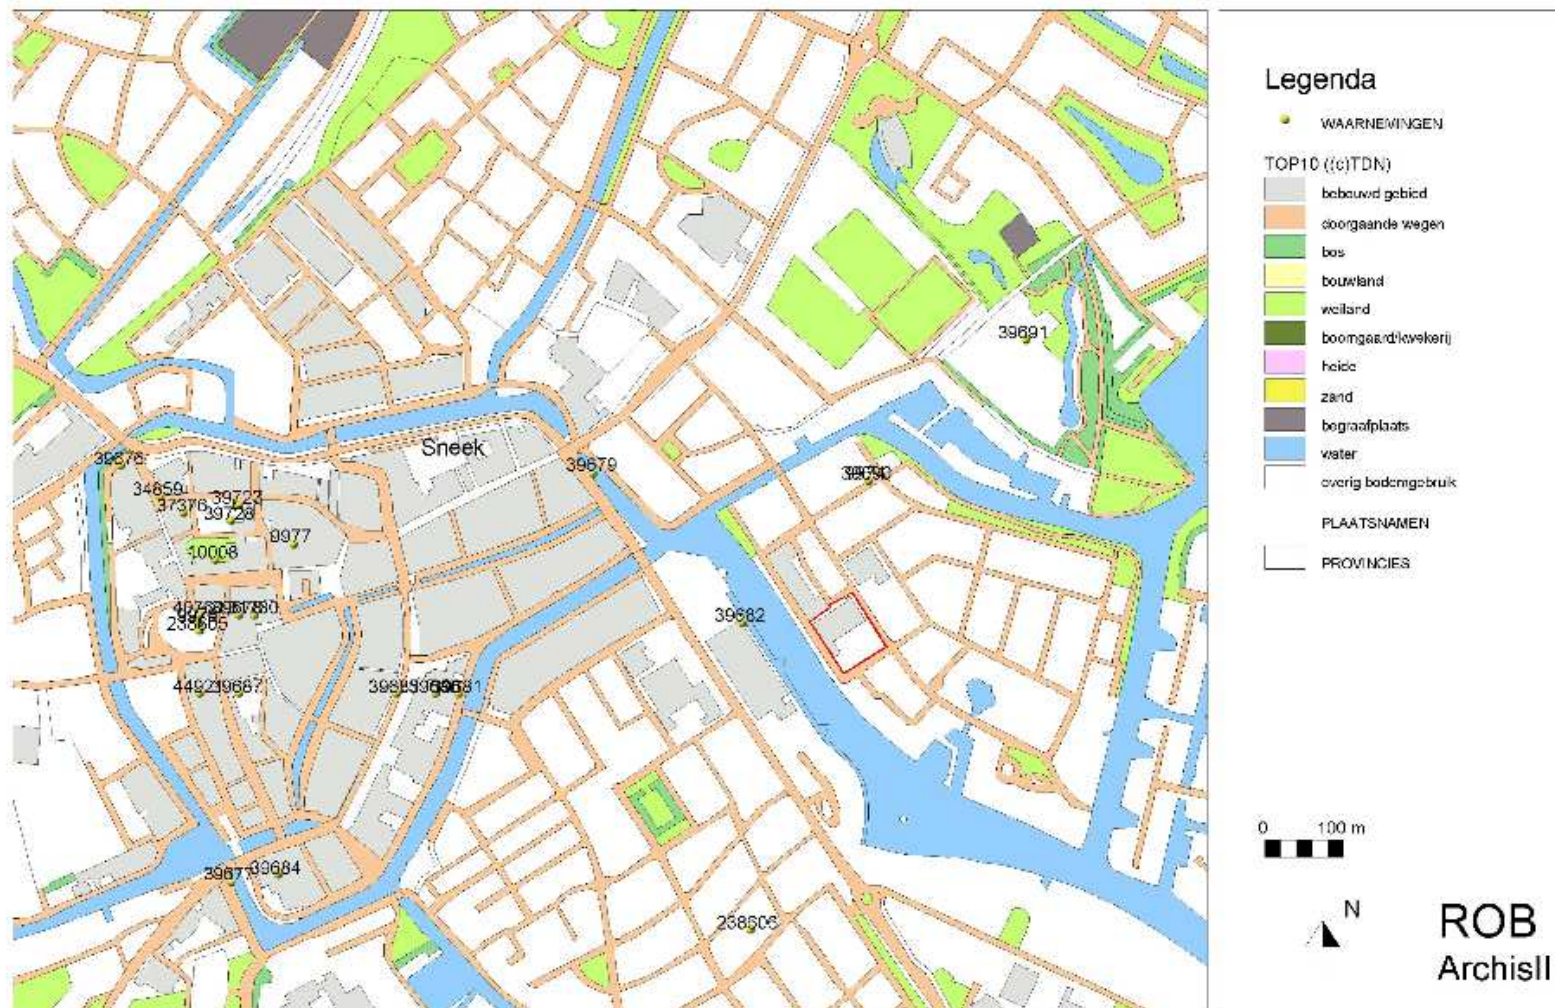 39691
Sneek
39676
39679
34659
39723
37376
39728
9977
10008
238605
39682
44921
39667
39677
39684
238606
Legenda
WAARNEMINGEN
TOP10 ((c)TDN)
bebouwd gebied
doorgaande wegen
bos
bouwland
weiland
boomgaard/kwekerij
heide
zand
begraafplaats
water
overig bodemgebruik
PLAATSNAMEN
PROVINCIES
0 100 m
N
ROB
ArchisII